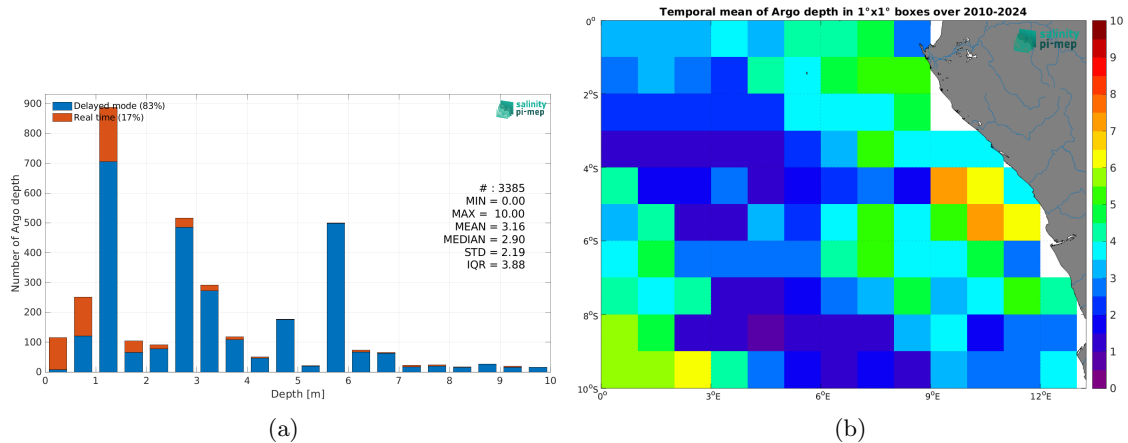 Temporal mean of Argo depth in 1°x1° boxes over 2010-2024
Delayed mode (83%)
Real time (17%)
salinity
pi-mep
# : 3385
MIN = 0.00
MAX = 10.00
MEAN = 3.16
MEDIAN = 2.90
STD = 2.19
IQR = 3.88
Number of Argo depth
900
800
700
600
500
400
300
200
100
0
0 1 2 3 4 5 6 7 8 9 10
Depth [m]
(a)
salinity
pi-mep
0°
2°S
4°S
6°S
8°S
10°S
0° 3°E 6°E 9°E 12°E
10
9
8
7
6
5
4
3
2
1
0
(b)